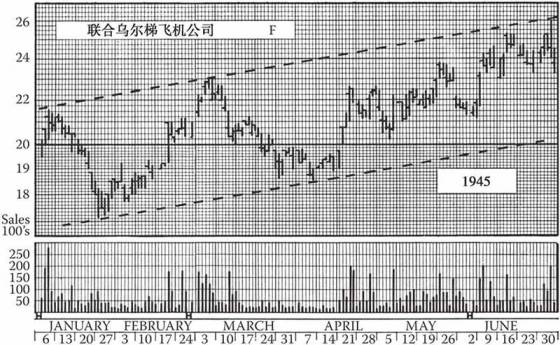 26
联合乌尔梯飞机公司 F
24
22
20
19
18
1945
Sales
100's
250
200
150
100
50
JANUARY FEBRUARY MARCH APRIL MAY JUNE
6 13 20 27 3 10 17 24 3 10 17 24 31 7 14 21 28 5 12 19 26 2 9 16 23 30